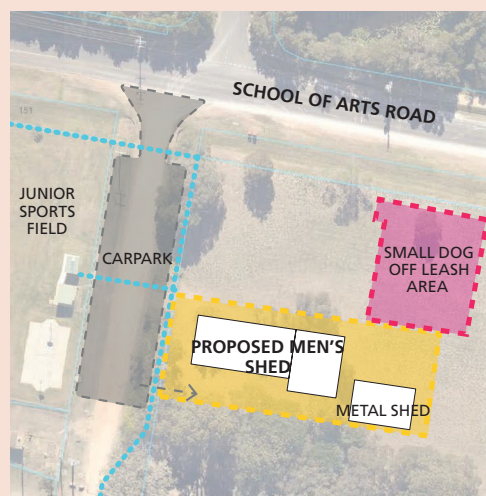 SCHOOL OF ARTS ROAD
JUNIOR
SPORTS
FIELD
CARPARK
SMALL DOG
OFF LEASH
AREA
PROPOSED MEN'S
SHED
METAL SHED